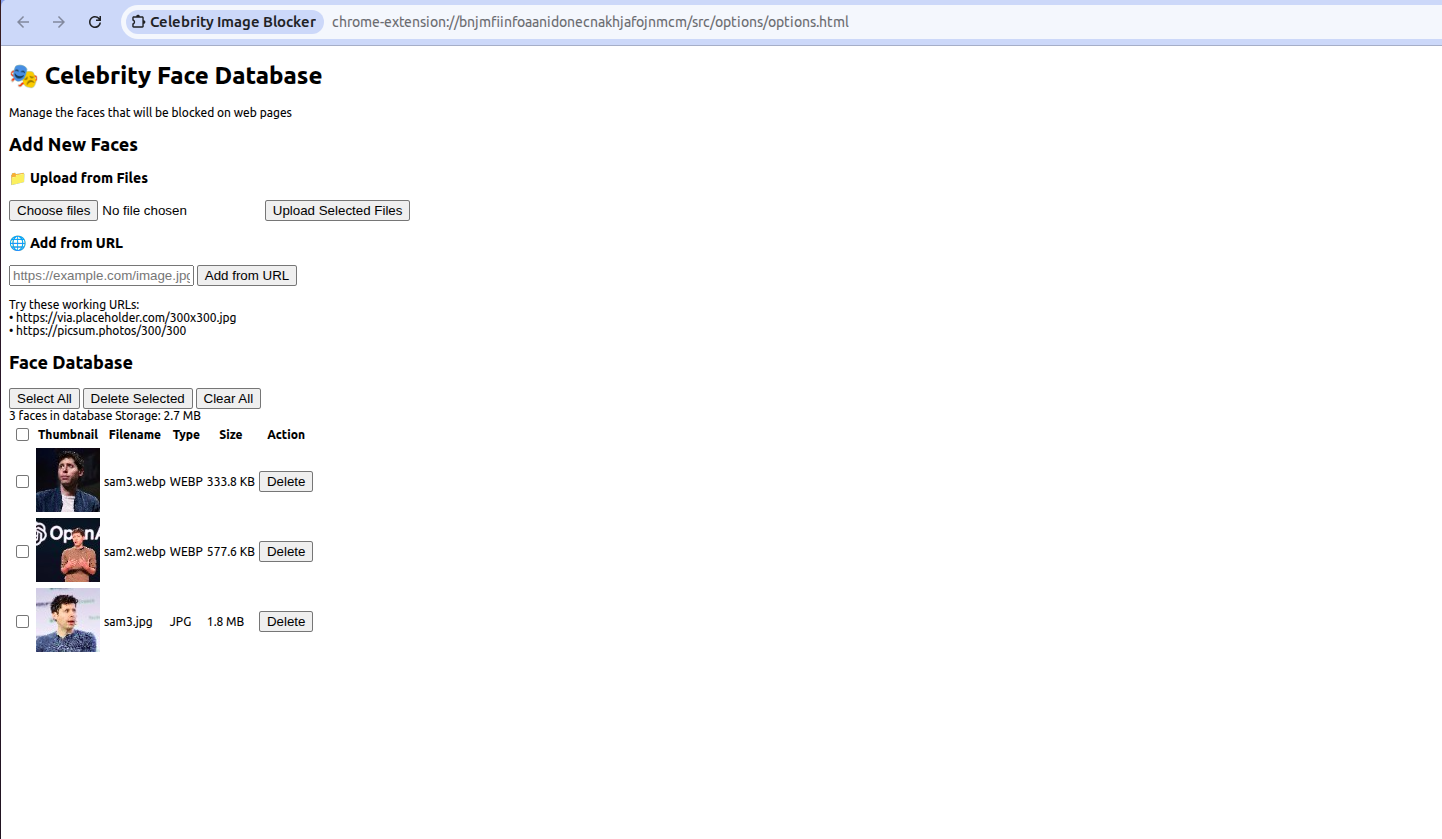 Celebrity Image Blocker chrome-extension://bnjmfiinfoaanidonecnakhjafojnmcm/src/options/options.html
🎭 Celebrity Face Database
Manage the faces that will be blocked on web pages
Add New Faces
📁 Upload from Files
Choose files No file chosen Upload Selected Files
🌐 Add from URL
https://example.com/image.jpg Add from URL
Try these working URLs:
• https://via.placeholder.com/300x300.jpg
• https://picsum.photos/300/300
Face Database
Select All Delete Selected Clear All
3 faces in database Storage: 2.7 MB
Thumbnail Filename Type Size Action
sam3.webp WEBP 333.8 KB Delete
OpenA
sam2.webp WEBP 577.6 KB Delete
sam3.jpg JPG 1.8 MB Delete